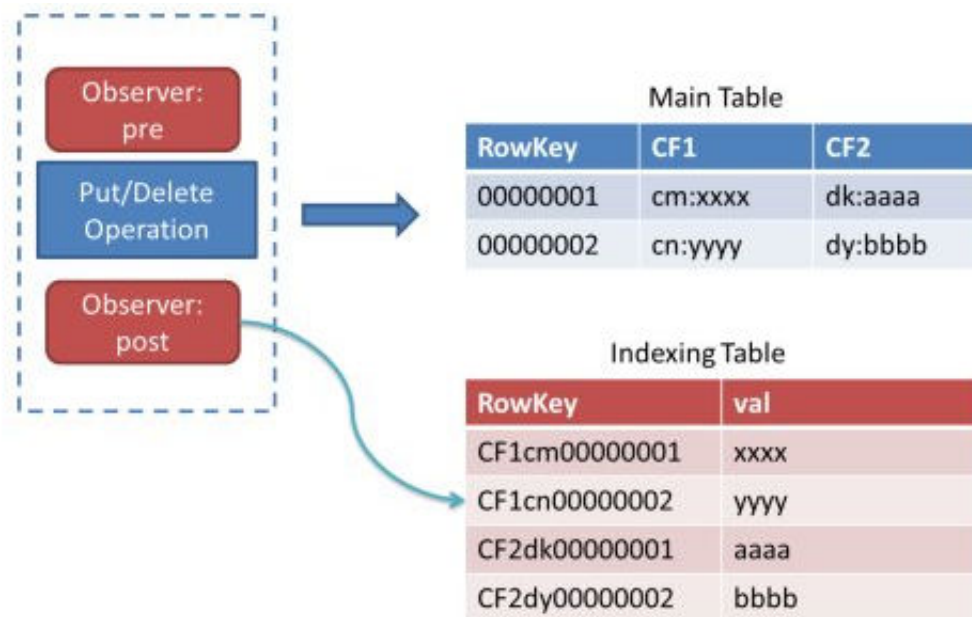 Observer:
pre
Put/Delete
Operation
Observer:
post
Main Table
RowKey CF1 CF2
00000001 cm:xxxx dk:aaaa
00000002 cn:yyyy dy:bbbb
Indexing Table
RowKey val
CF1cm00000001 xxxx
CF1cn00000002 yyyy
CF2dk00000001 aaaa
CF2dy00000002 bbbb